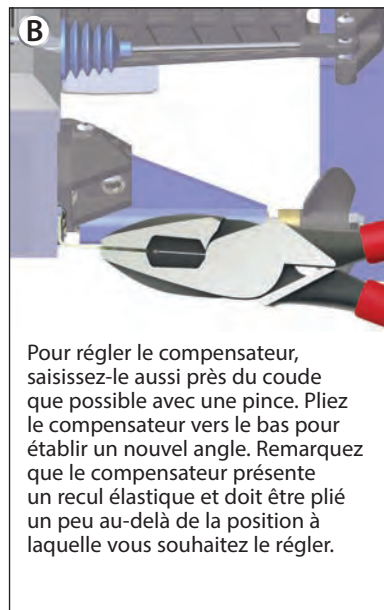 B
Pour régler le compensateur,
saisissez-le aussi près du coude
que possible avec une pince. Pliez
le compensateur vers le bas pour
établir un nouvel angle. Remarquez
que le compensateur présente
un recul élastique et doit être plié
un peu au-delà de la position à
laquelle vous souhaitez le régler.